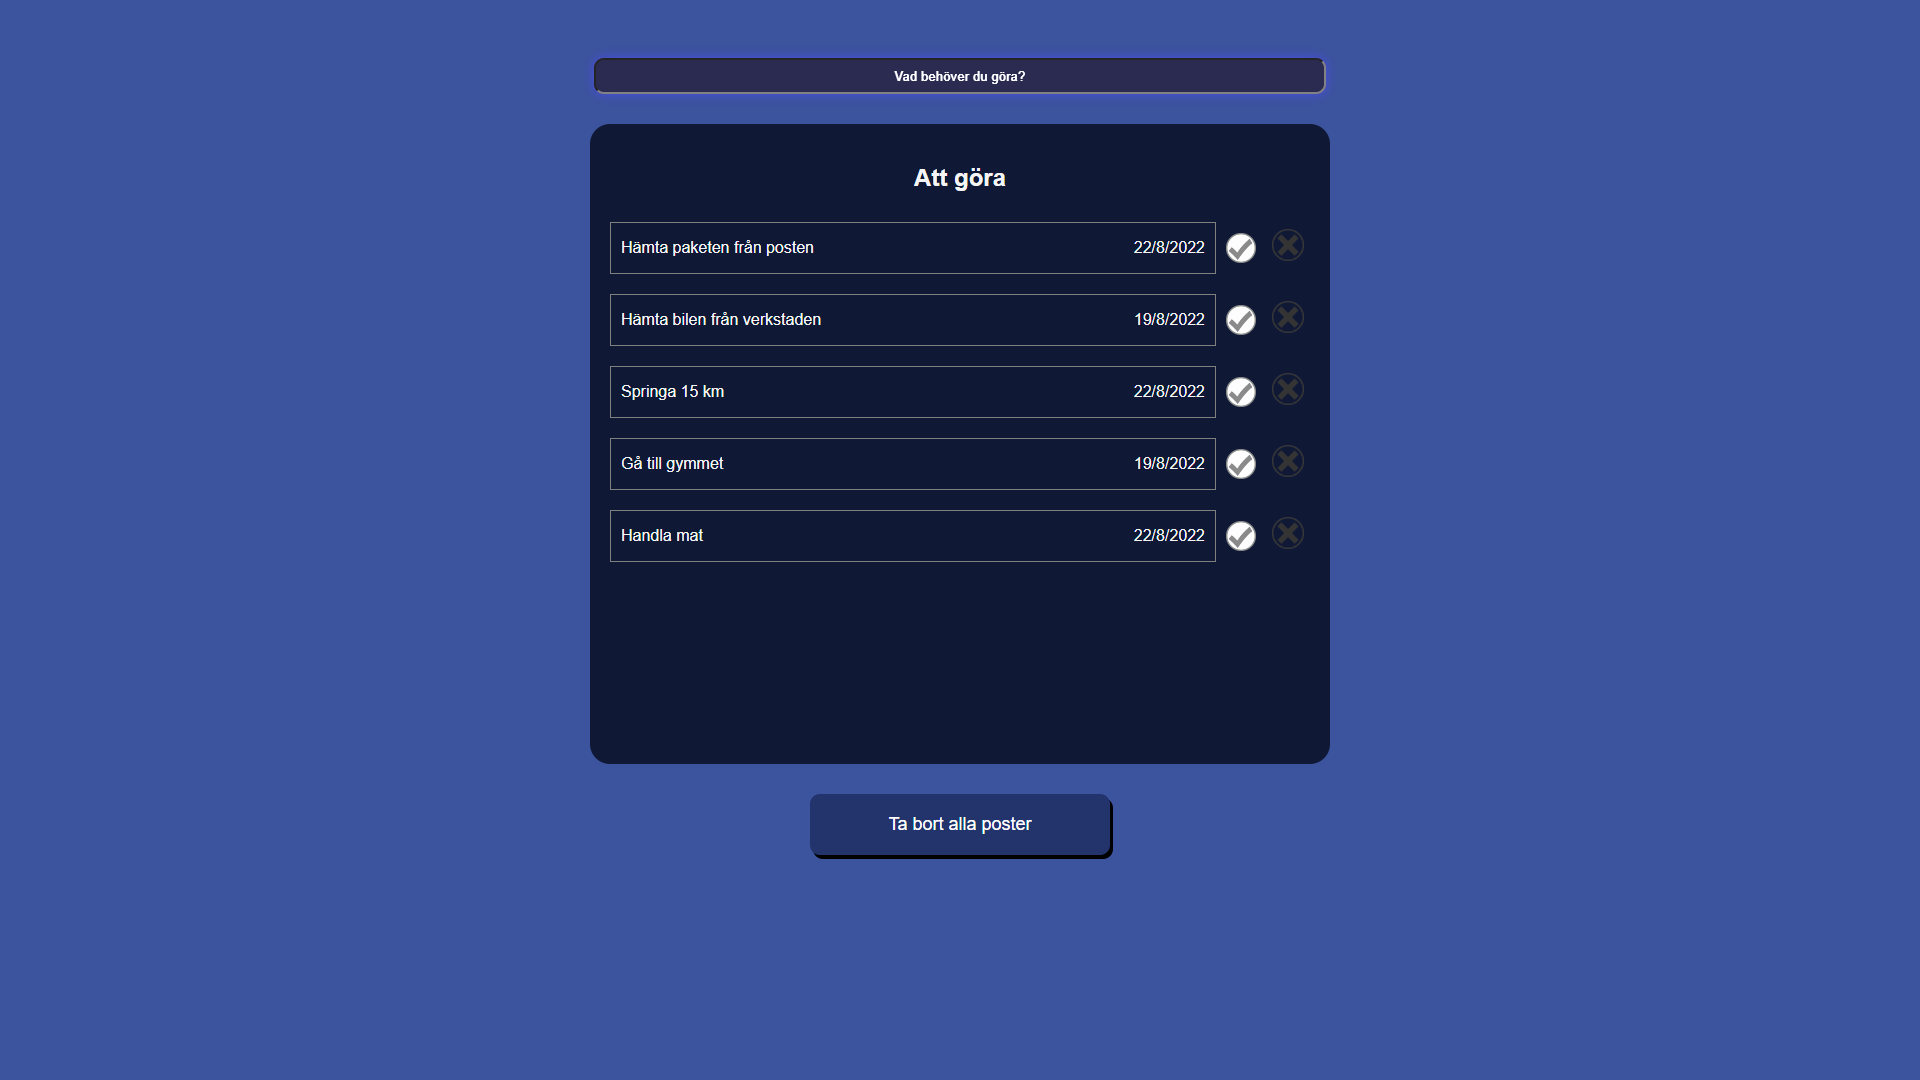 Vad behöver du göra?
Att göra
Hämta paketen från posten 22/8/2022
Hämta bilen från verkstaden 19/8/2022
Springa 15 km 22/8/2022
Gå till gymmet 19/8/2022
Handla mat 22/8/2022
Ta bort alla poster